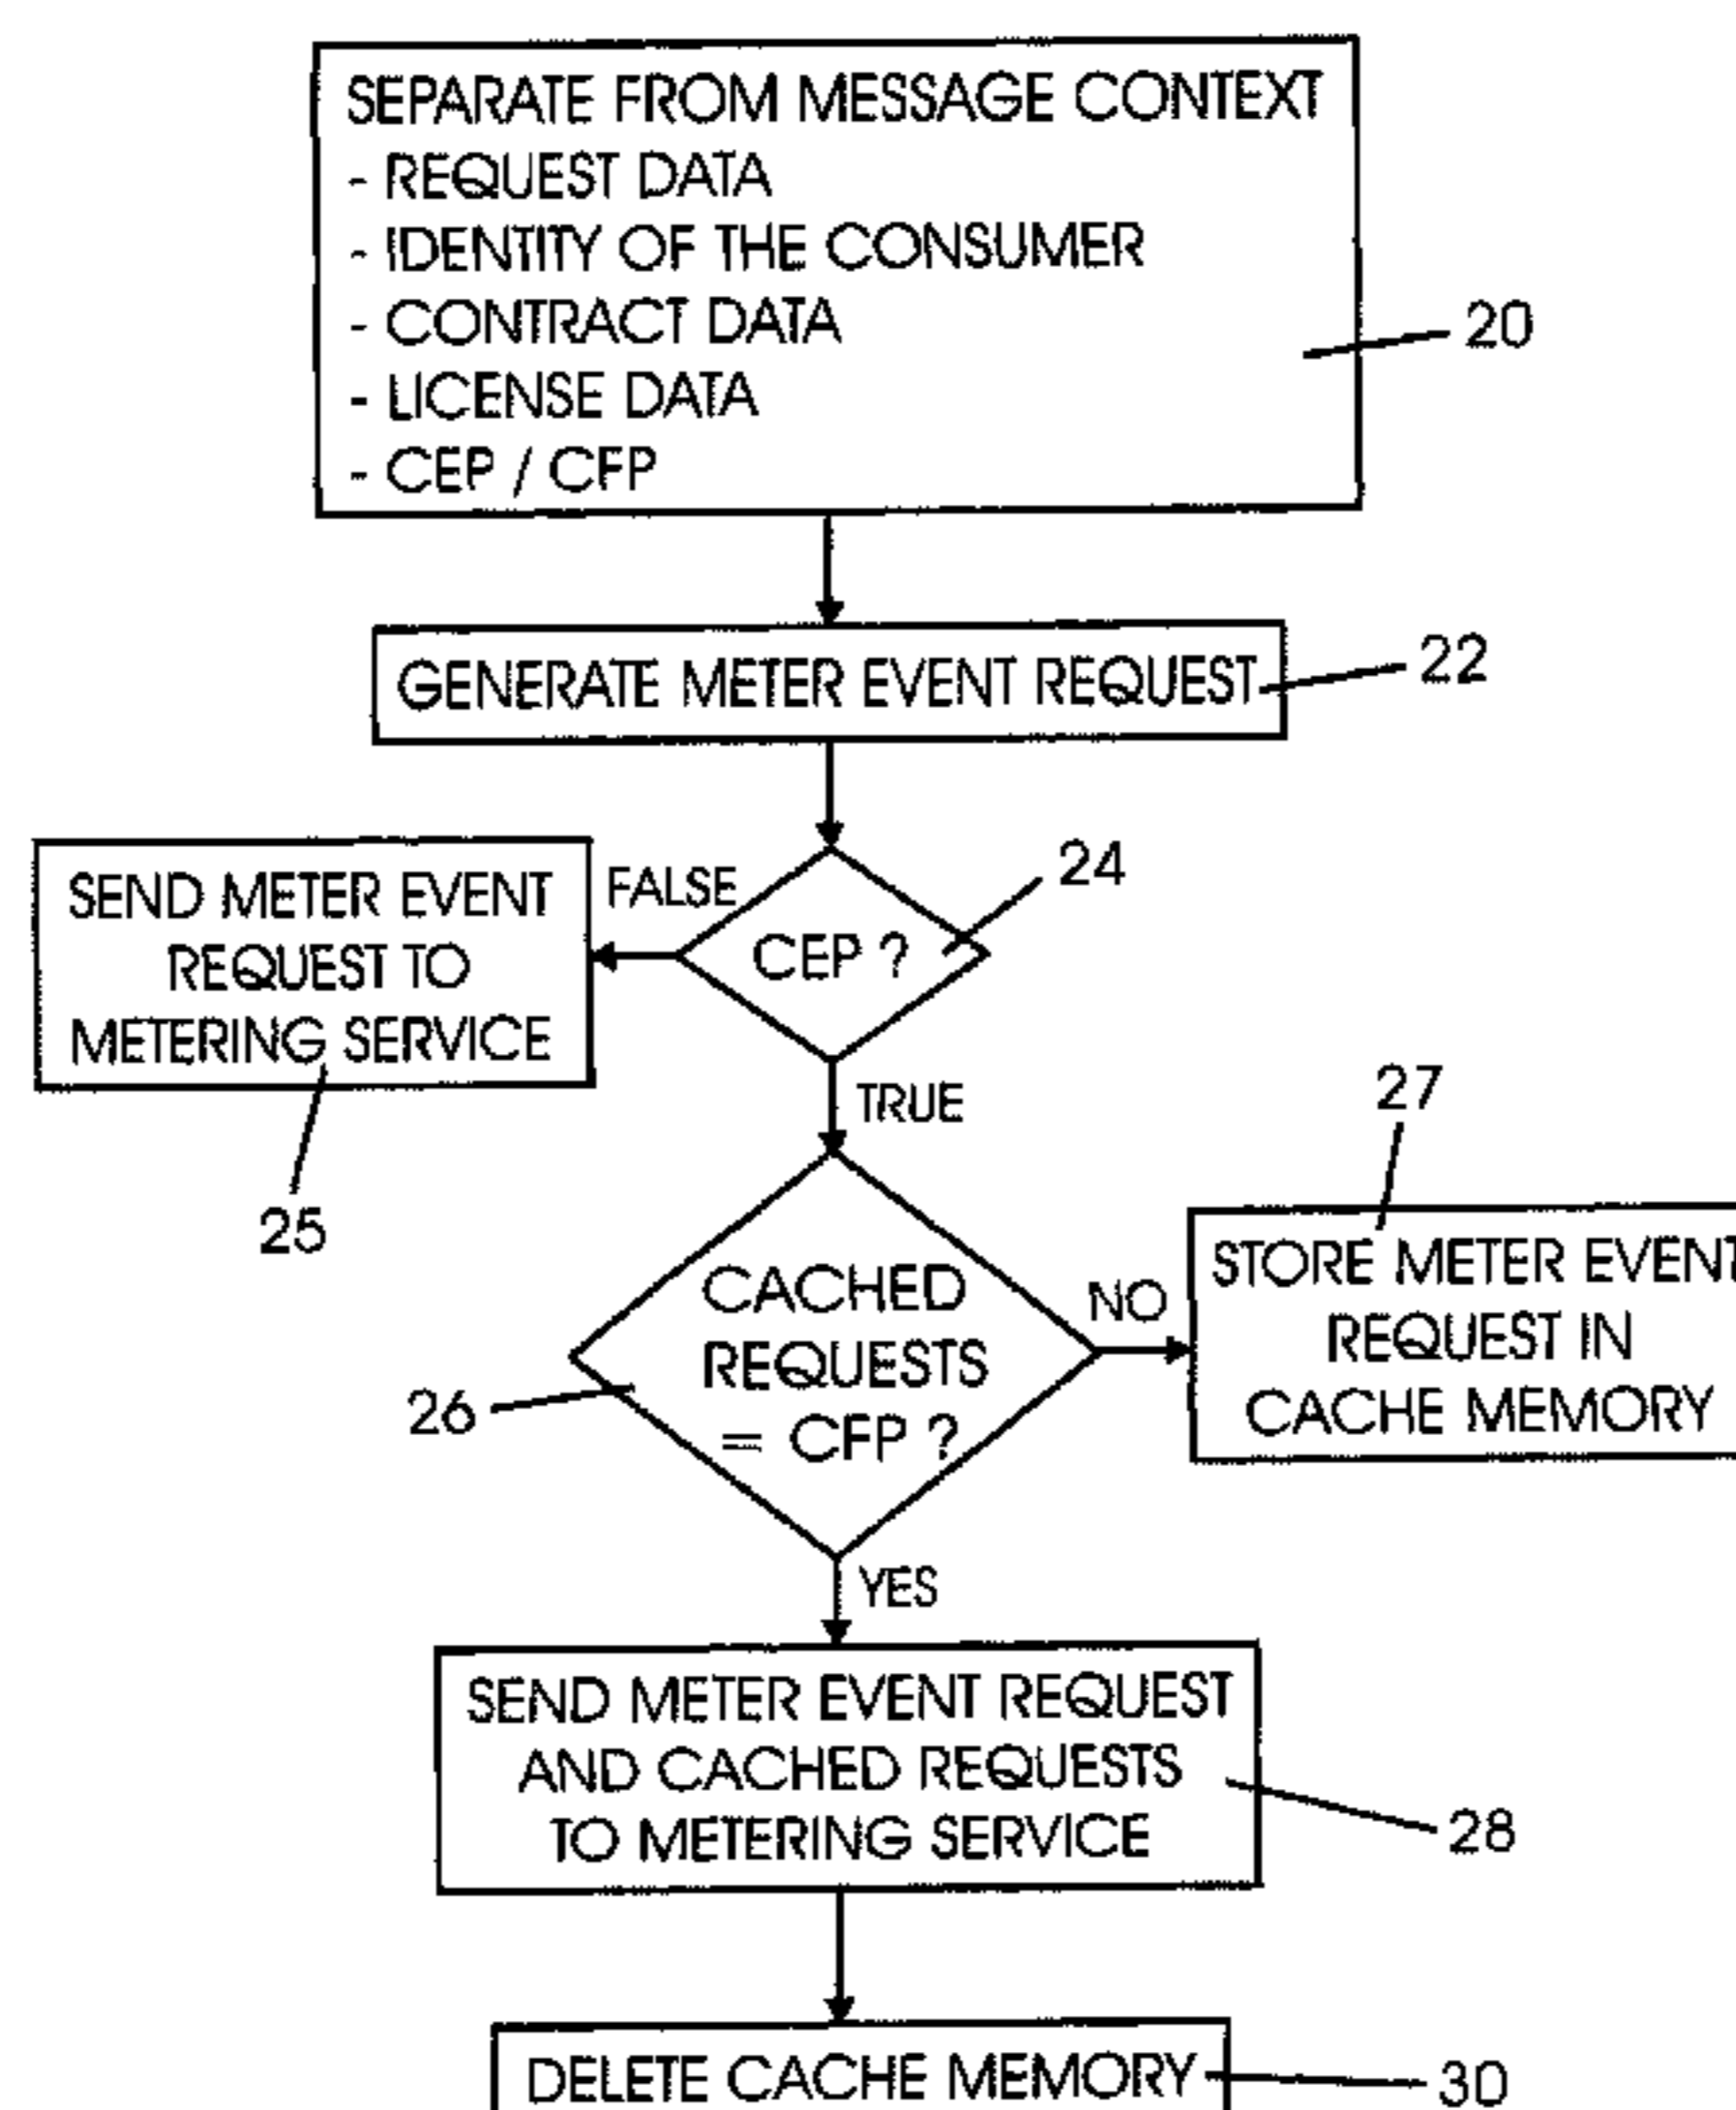 SEPARATE FROM MESSAGE CONTEXT
- REQUEST DATA
- IDENTITY OF THE CONSUMER
- CONTRACT DATA
- LICENSE DATA
- CEP / CFP
20
GENERATE METER EVENT REQUEST
22
24
FALSE
CEP ?
SEND METER EVENT
REQUEST TO
METERING SERVICE
25
TRUE
27
CACHED
REQUESTS
= CFP ?
26
NO
STORE METER EVENT
REQUEST IN
CACHE MEMORY
YES
SEND METER EVENT REQUEST
AND CACHED REQUESTS
TO METERING SERVICE
28
DELETE CACHE MEMORY
30